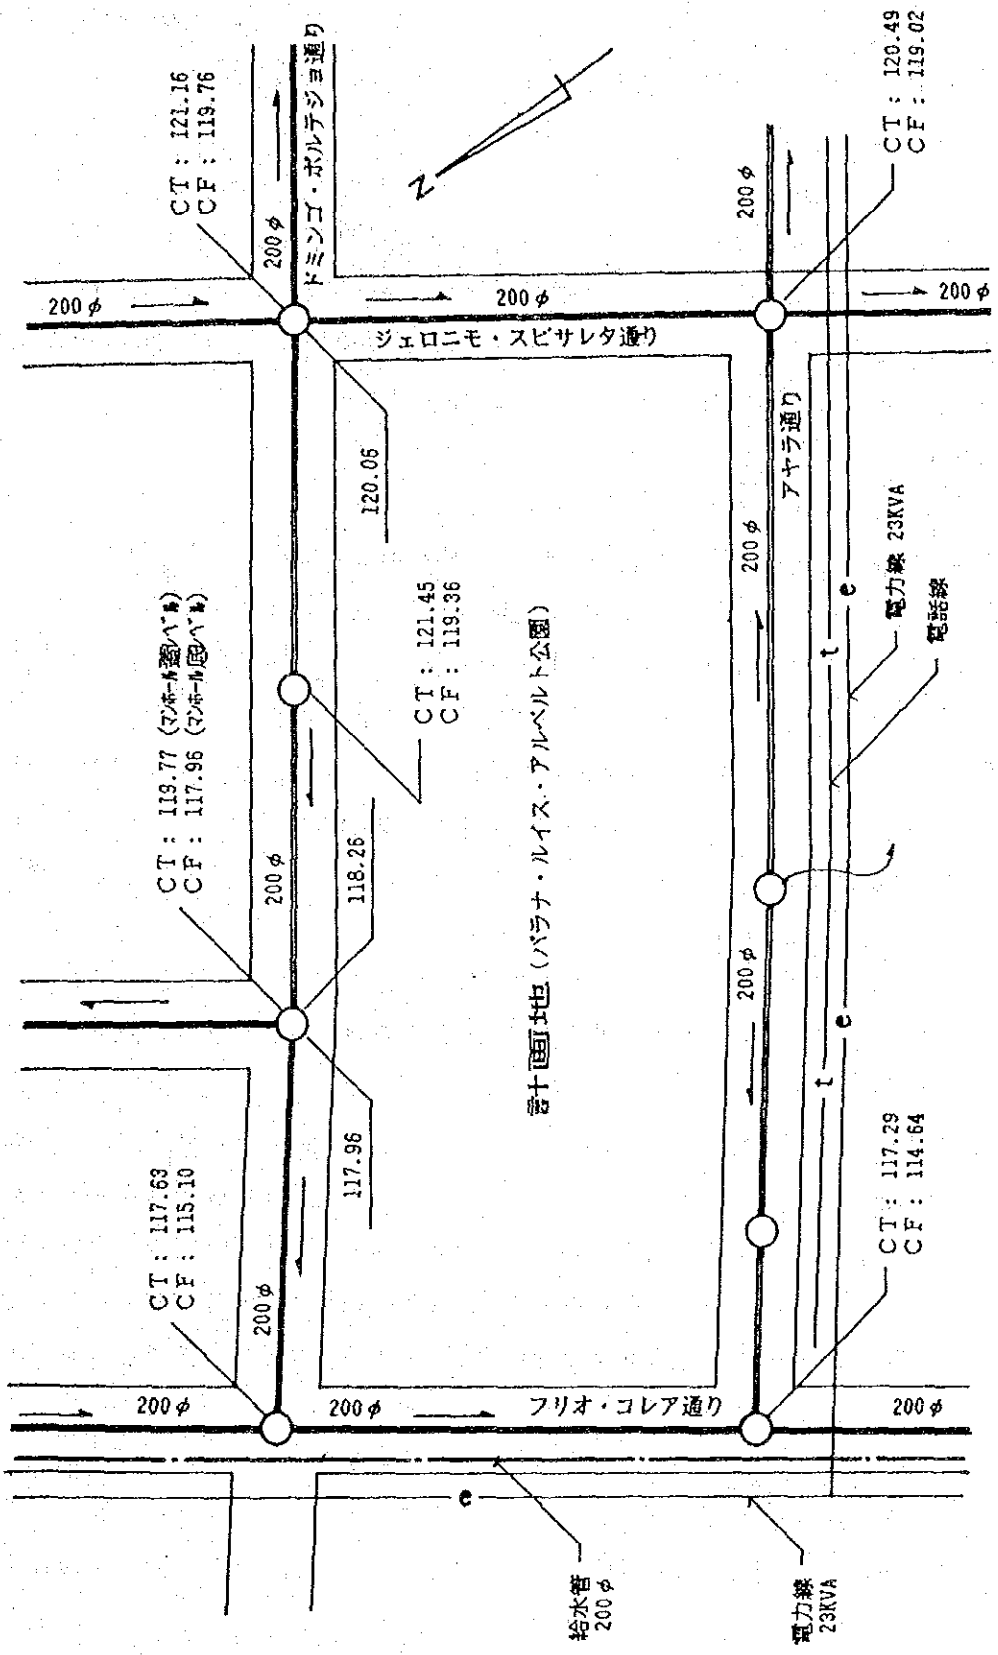 CT: 121.16
CF: 119.76
ドミンゴ・ボルテジョ通り
200φ
CT: 120.49
CF: 119.02
200φ
N
200φ
200φ
200φ
ジェロニモ・スピサレタ通り
アヤラ通り
120.06
200φ
電力線 23KVA
電話線
e
t
CT: 121.45
CF: 119.36
CT: 119.77 (マンホール蓋レベル)
CF: 117.96 (マンホール底レベル)
200φ
118.26
計画地 (パラナ・ルイス・アルベルト公園)
200φ
e
t
117.96
CT: 117.63
CF: 115.10
200φ
CT: 117.29
CF: 114.64
200φ
200φ
フリオ・コレア通り
200φ
e
給水管
200φ
電力線
23KVA